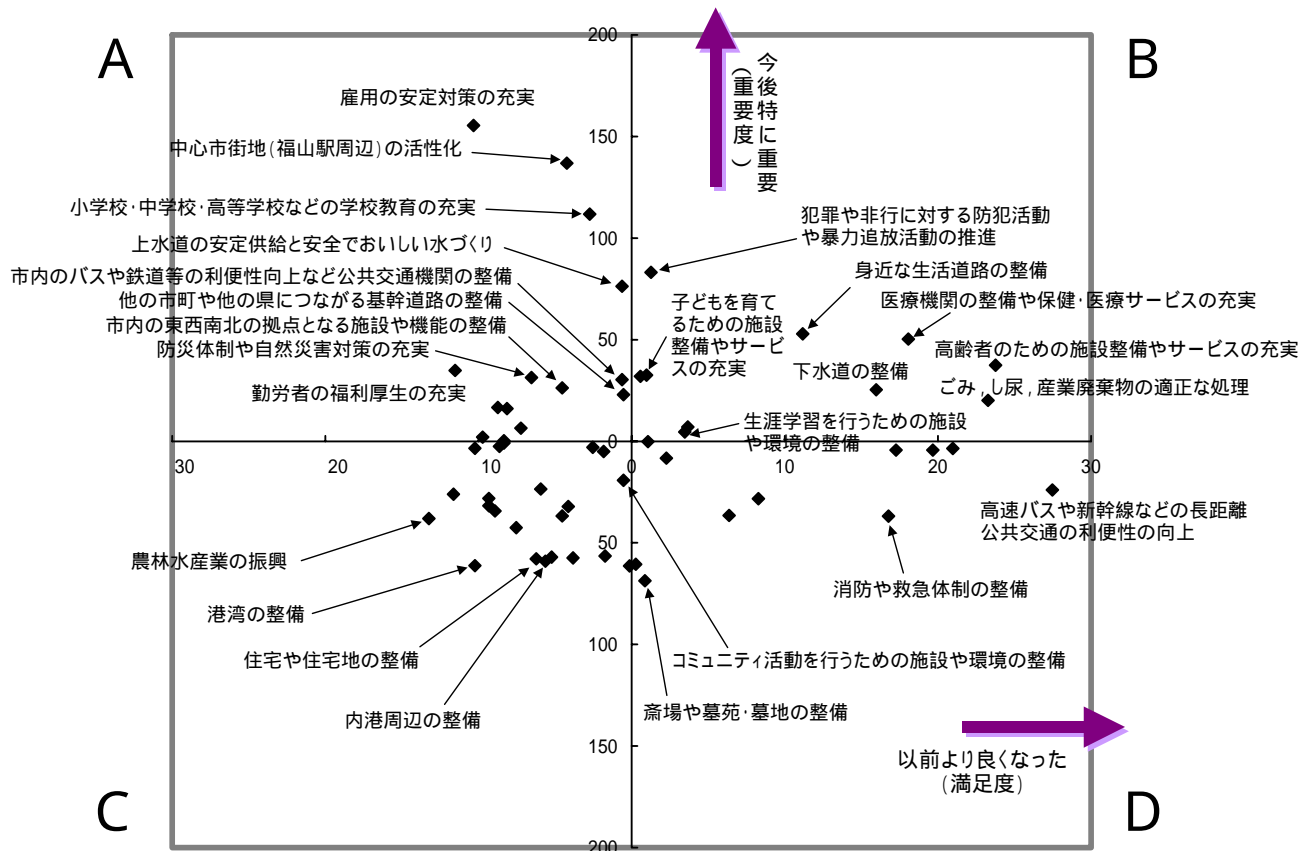 A
B
200
今後特に重要
(重要度)
雇用の安定対策の充実
150
中心市街地(福山駅周辺)の活性化
小学校・中学校・高等学校などの学校教育の充実
犯罪や非行に対する防犯活動
や暴力追放活動の推進
100
上水道の安定供給と安全でおいしい水づくり
市内のバスや鉄道等の利便性向上など公共交通機関の整備
他の市町や他の県につながる基幹道路の整備
市内の東西南北の拠点となる施設や機能の整備
防災体制や自然災害対策の充実
勤労者の福利厚生の充実
子どもを育て
るための施設
整備やサービ
スの充実
身近な生活道路の整備
医療機関の整備や保健・医療サービスの充実
50
高齢者のための施設整備やサービスの充実
下水道の整備
ごみ,し尿,産業廃棄物の適正な処理
生涯学習を行うための施設
や環境の整備
0
30
20
10
0
10
20
30
高速バスや新幹線などの長距離
公共交通の利便性の向上
農林水産業の振興
50
消防や救急体制の整備
港湾の整備
100
住宅や住宅地の整備
コミュニティ活動を行うための施設や環境の整備
内港周辺の整備
斎場や墓苑・墓地の整備
150
以前より良くなった
(満足度)
C
D
200